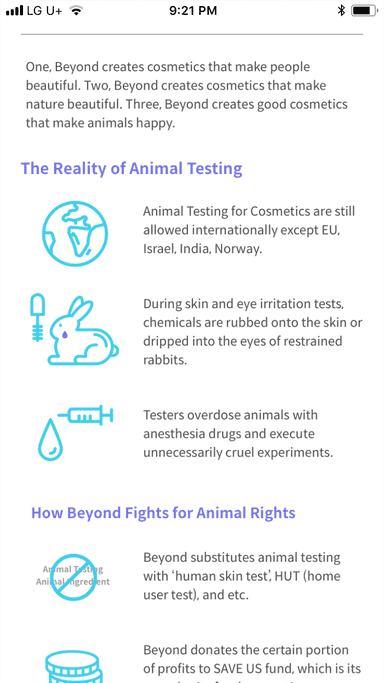 LG U+ 9:21 PM
One, Beyond creates cosmetics that make people
beautiful. Two, Beyond creates cosmetics that make
nature beautiful. Three, Beyond creates good cosmetics
that make animals happy.
The Reality of Animal Testing
Animal Testing for Cosmetics are still
allowed internationally except EU,
Israel, India, Norway.
During skin and eye irritation tests,
chemicals are rubbed onto the skin or
dripped into the eyes of restrained
rabbits.
Testers overdose animals with
anesthesia drugs and execute
unnecessarily cruel experiments.
How Beyond Fights for Animal Rights
Animal Testing
Animal Ingredient
Beyond substitutes animal testing
with ‘human skin test’, HUT (home
user test), and etc.
Beyond donates the certain portion
of profits to SAVE US fund, which is its